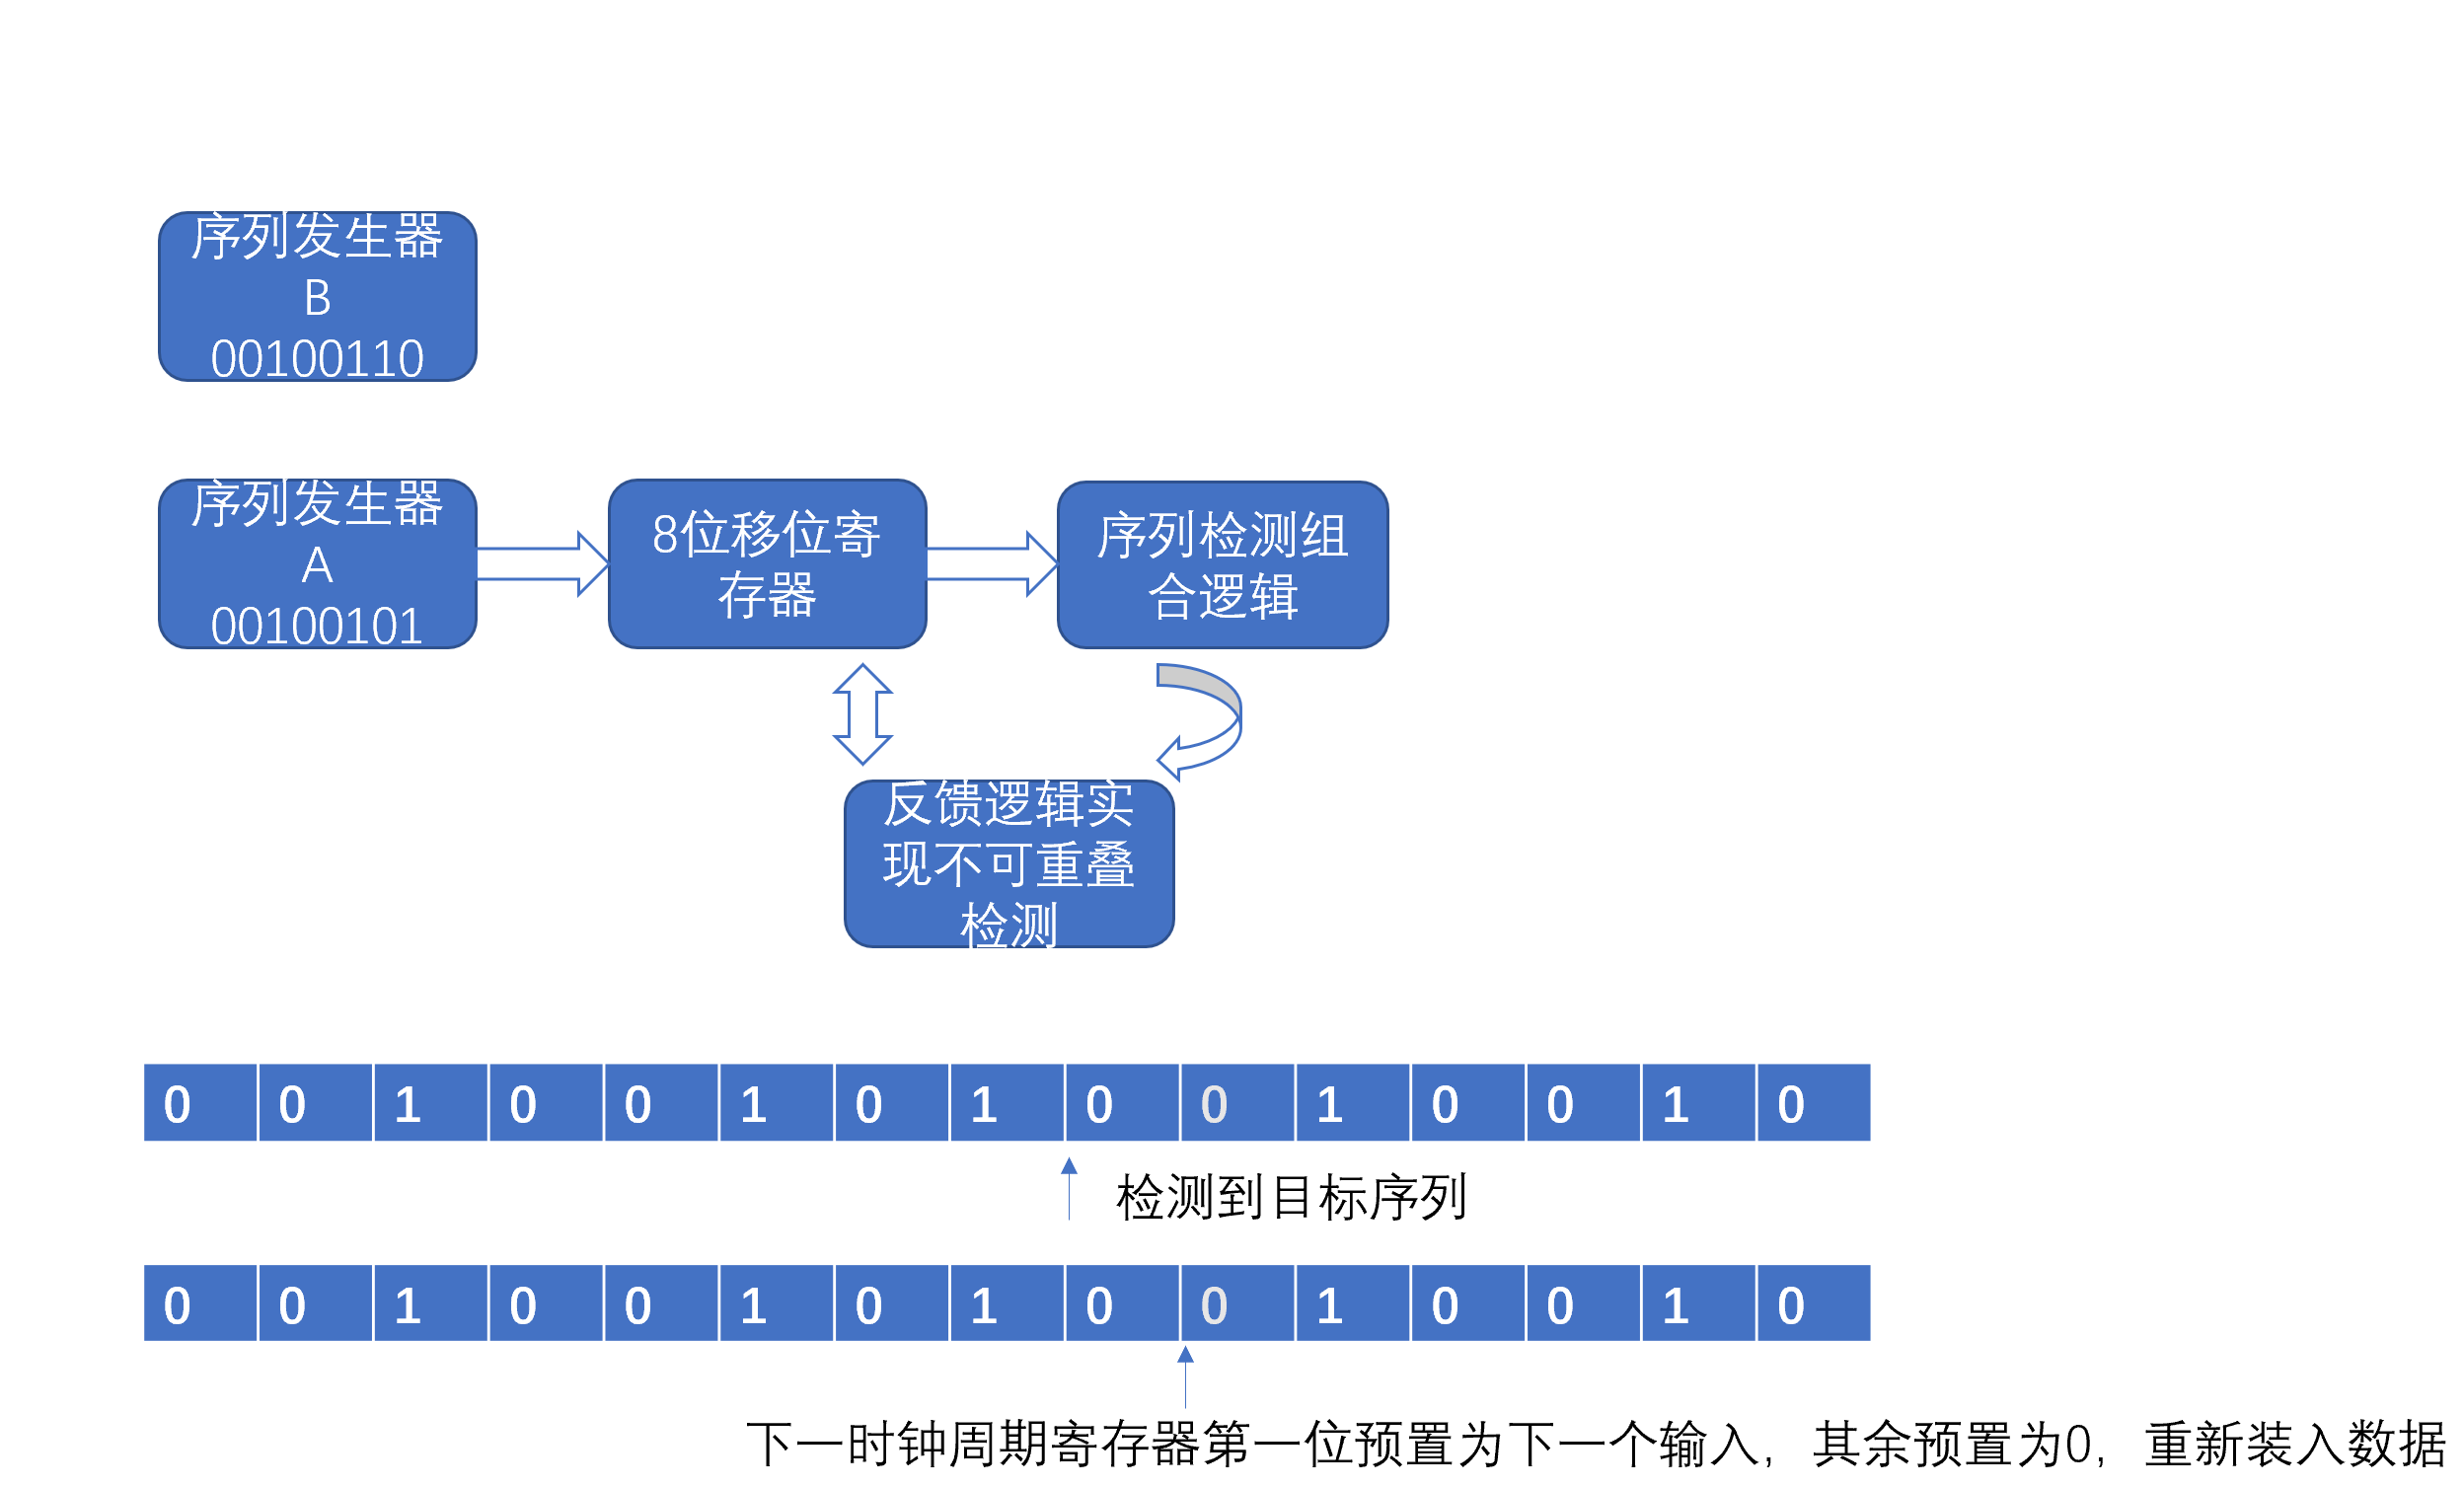 序列发生器
B
00100110
序列发生器
A
00100101
8位移位寄
存器
序列检测组
合逻辑
反馈逻辑实
现不可重叠
检测
0 0 1 0 0 1 0 1 0 0 1 0 0 1 0
检测到目标序列
0 0 1 0 0 1 0 1 0 0 1 0 0 1 0
下一时钟周期寄存器第一位预置为下一个输入，其余预置为0，重新装入数据